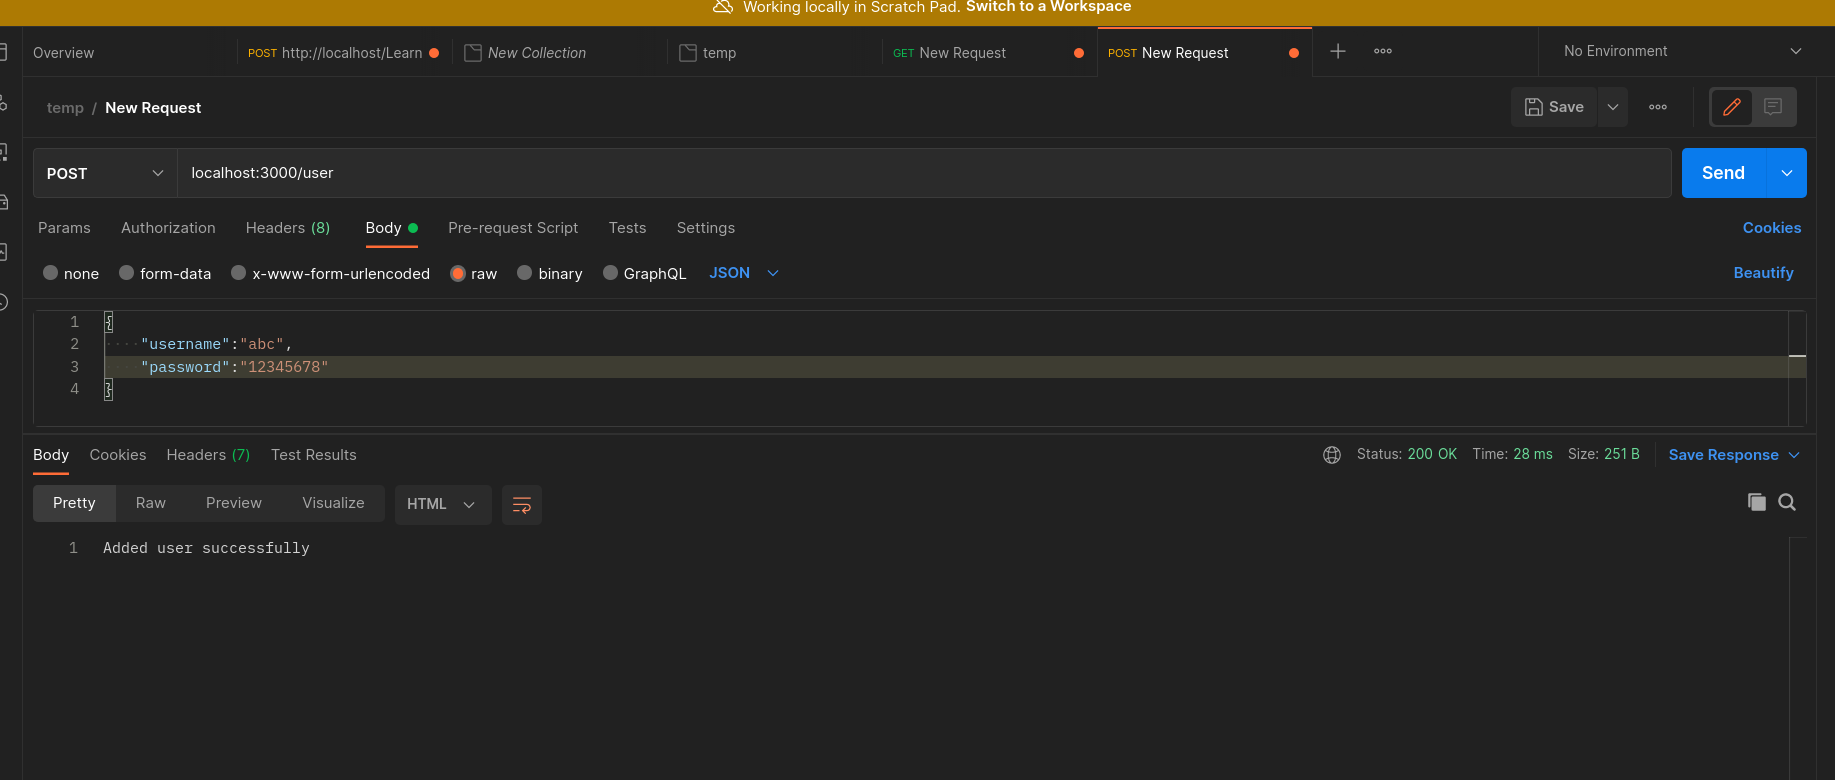 Working locally in Scratch Pad. Switch to a Workspace
Overview POST http://localhost/Learn New Collection temp GET New Request POST New Request No Environment
temp / New Request Save
POST localhost:3000/user Send
Params Authorization Headers (8) Body Pre-request Script Tests Settings Cookies
none form-data x-www-form-urlencoded raw binary GraphQL JSON Beautify
1 {
2 "username":"abc",
3 "password":"12345678"
4 }
Body Cookies Headers (7) Test Results Status: 200 OK Time: 28 ms Size: 251 B Save Response
Pretty Raw Preview Visualize HTML
1 Added user successfully